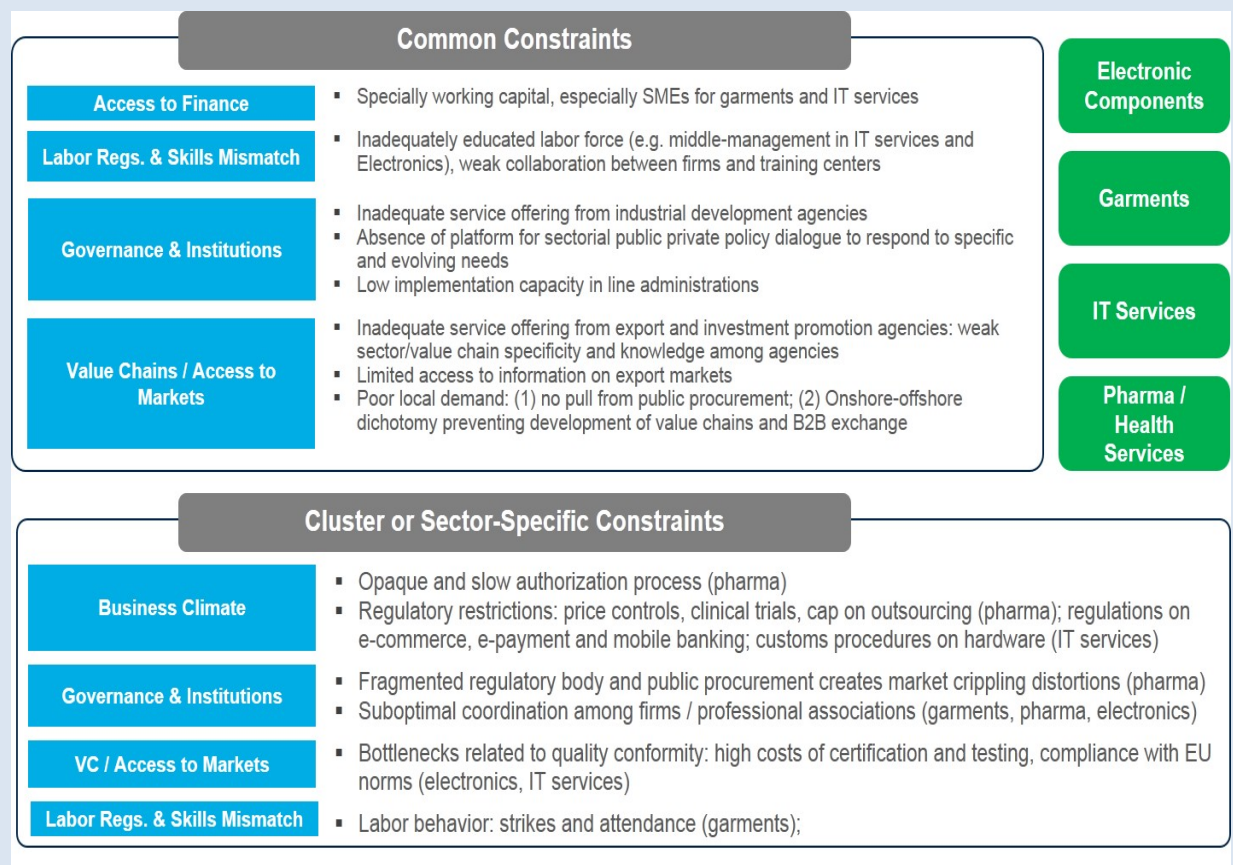 Common Constraints
Access to Finance
▪ Specially working capital, especially SMEs for garments and IT services
Labor Regs. & Skills Mismatch
▪ Inadequately educated labor force (e.g. middle-management in IT services and
Electronics), weak collaboration between firms and training centers
Governance & Institutions
▪ Inadequate service offering from industrial development agencies
▪ Absence of platform for sectorial public private policy dialogue to respond to specific
and evolving needs
▪ Low implementation capacity in line administrations
Value Chains / Access to
Markets
▪ Inadequate service offering from export and investment promotion agencies: weak
sector/value chain specificity and knowledge among agencies
▪ Limited access to information on export markets
▪ Poor local demand: (1) no pull from public procurement; (2) Onshore-offshore
dichotomy preventing development of value chains and B2B exchange
Electronic
Components
Garments
IT Services
Pharma /
Health
Services
Cluster or Sector-Specific Constraints
Business Climate
▪ Opaque and slow authorization process (pharma)
▪ Regulatory restrictions: price controls, clinical trials, cap on outsourcing (pharma); regulations on
e-commerce, e-payment and mobile banking; customs procedures on hardware (IT services)
Governance & Institutions
▪ Fragmented regulatory body and public procurement creates market crippling distortions (pharma)
▪ Suboptimal coordination among firms / professional associations (garments, pharma, electronics)
VC / Access to Markets
▪ Bottlenecks related to quality conformity: high costs of certification and testing, compliance with EU
norms (electronics, IT services)
Labor Regs. & Skills Mismatch
▪ Labor behavior: strikes and attendance (garments);